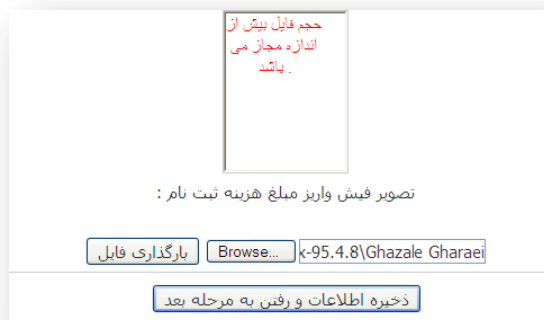 حجم فایل بیش از
اندازه مجاز می
باشد .
تصویر فیش واریز مبلغ هزینه ثبت نام :
بارگذاری فایل Browse... x-95.4.8\Ghazale Gharaei
ذخیره اطلاعات و رفتن به مرحله بعد